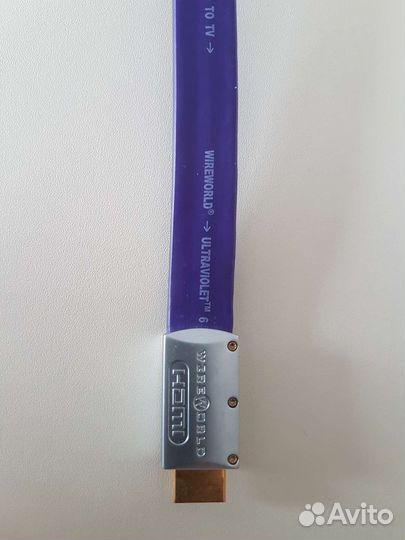 TO TV →
WIREWORLD® → ULTRAVIOLET™ 6
WIREWORLD
HDMI
Avito